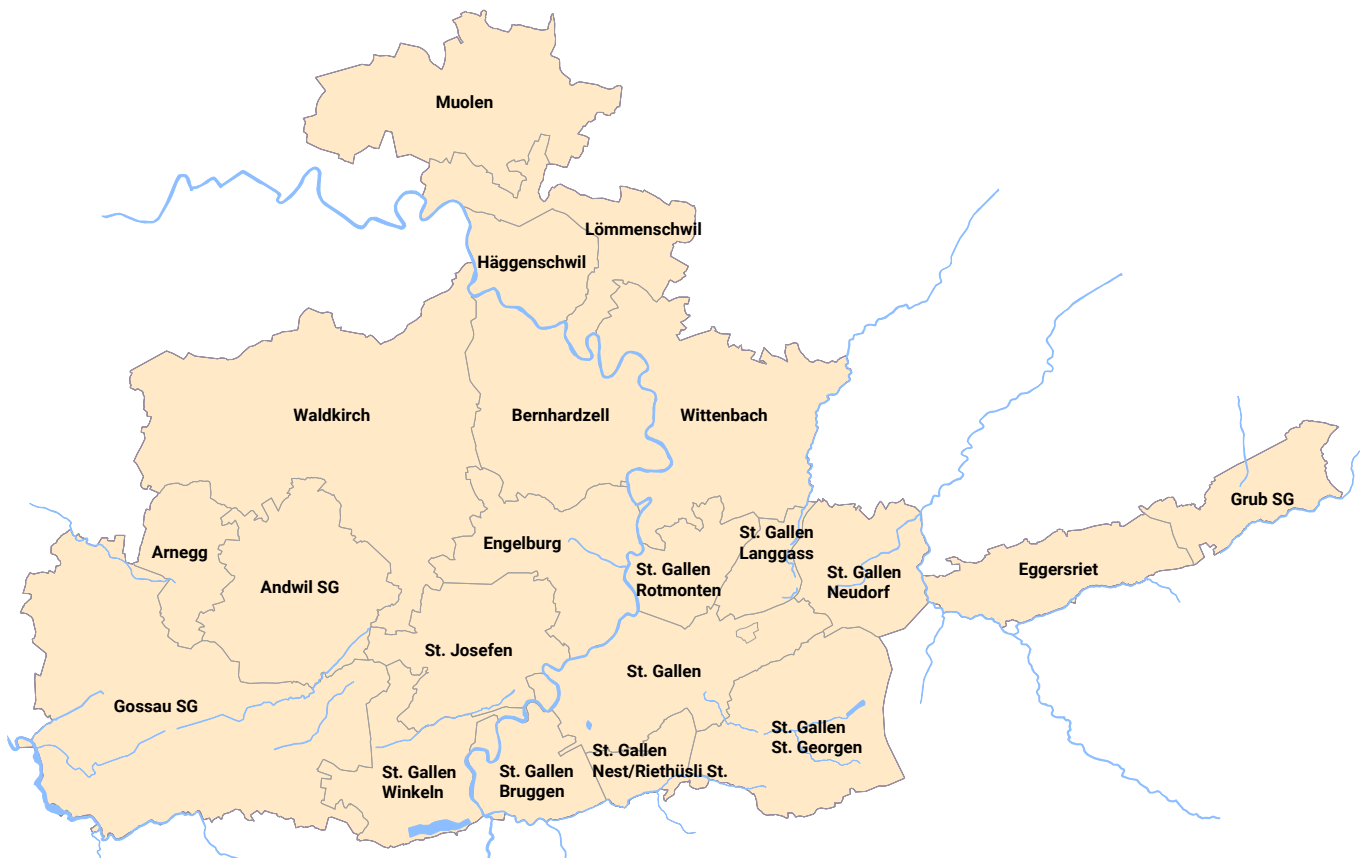 Muolen
Lömmenschwil
Häggenschwil
Waldkirch
Bernhardzell
Wittenbach
Grub SG
Arnegg
Andwil SG
Engelburg
St. Gallen
Langgass
St. Gallen
Rotmonten
St. Gallen
Neudorf
Eggersriet
St. Josefen
St. Gallen
Gossau SG
St. Gallen
St. Georgen
St. Gallen
Nest/Riethüsli St.
St. Gallen
Winkeln
St. Gallen
Bruggen